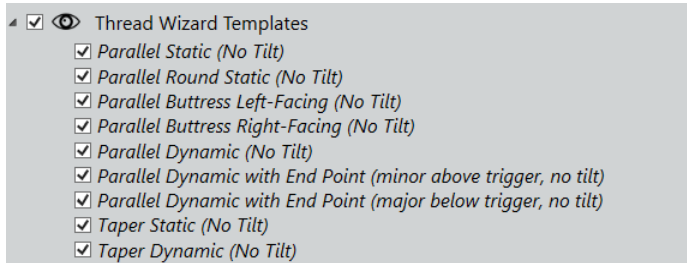 Thread Wizard Templates
Parallel Static (No Tilt)
Parallel Round Static (No Tilt)
Parallel Buttress Left-Facing (No Tilt)
Parallel Buttress Right-Facing (No Tilt)
Parallel Dynamic (No Tilt)
Parallel Dynamic with End Point (minor above trigger, no tilt)
Parallel Dynamic with End Point (major below trigger, no tilt)
Taper Static (No Tilt)
Taper Dynamic (No Tilt)